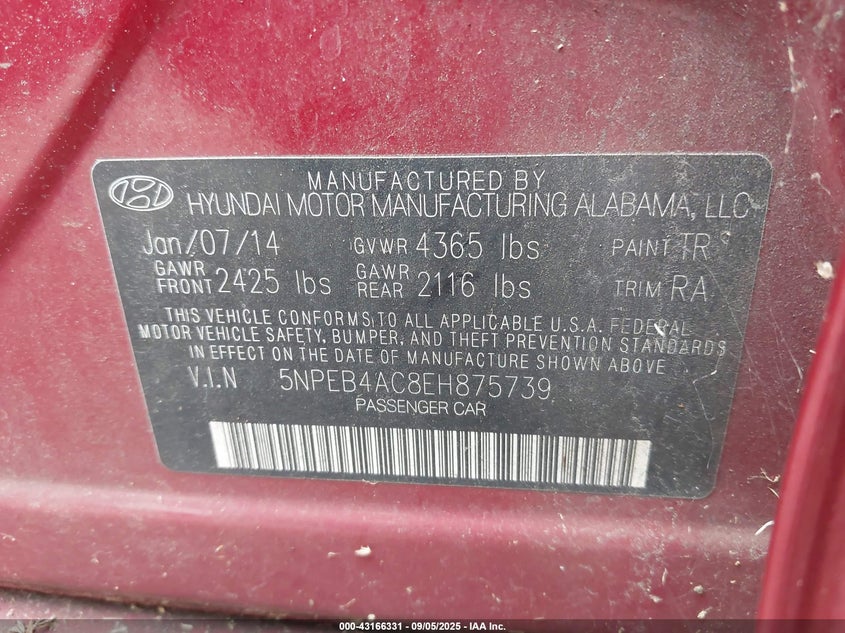 MANUFACTURED BY
HYUNDAI MOTOR MANUFACTURING ALABAMA, LLC
Jan/07/14 GVWR 4365 lbs PAINT TR
GAWR FRONT 2425 lbs GAWR REAR 2116 lbs TRIM RA
THIS VEHICLE CONFORMS TO ALL APPLICABLE U.S.A. FEDERAL
MOTOR VEHICLE SAFETY, BUMPER, AND THEFT PREVENTION STANDARDS
IN EFFECT ON THE DATE OF MANUFACTURE SHOWN ABOVE
V.I.N 5NPEB4AC8EH875739
PASSENGER CAR
000-43166331 - 09/05/2025 - IAA Inc.